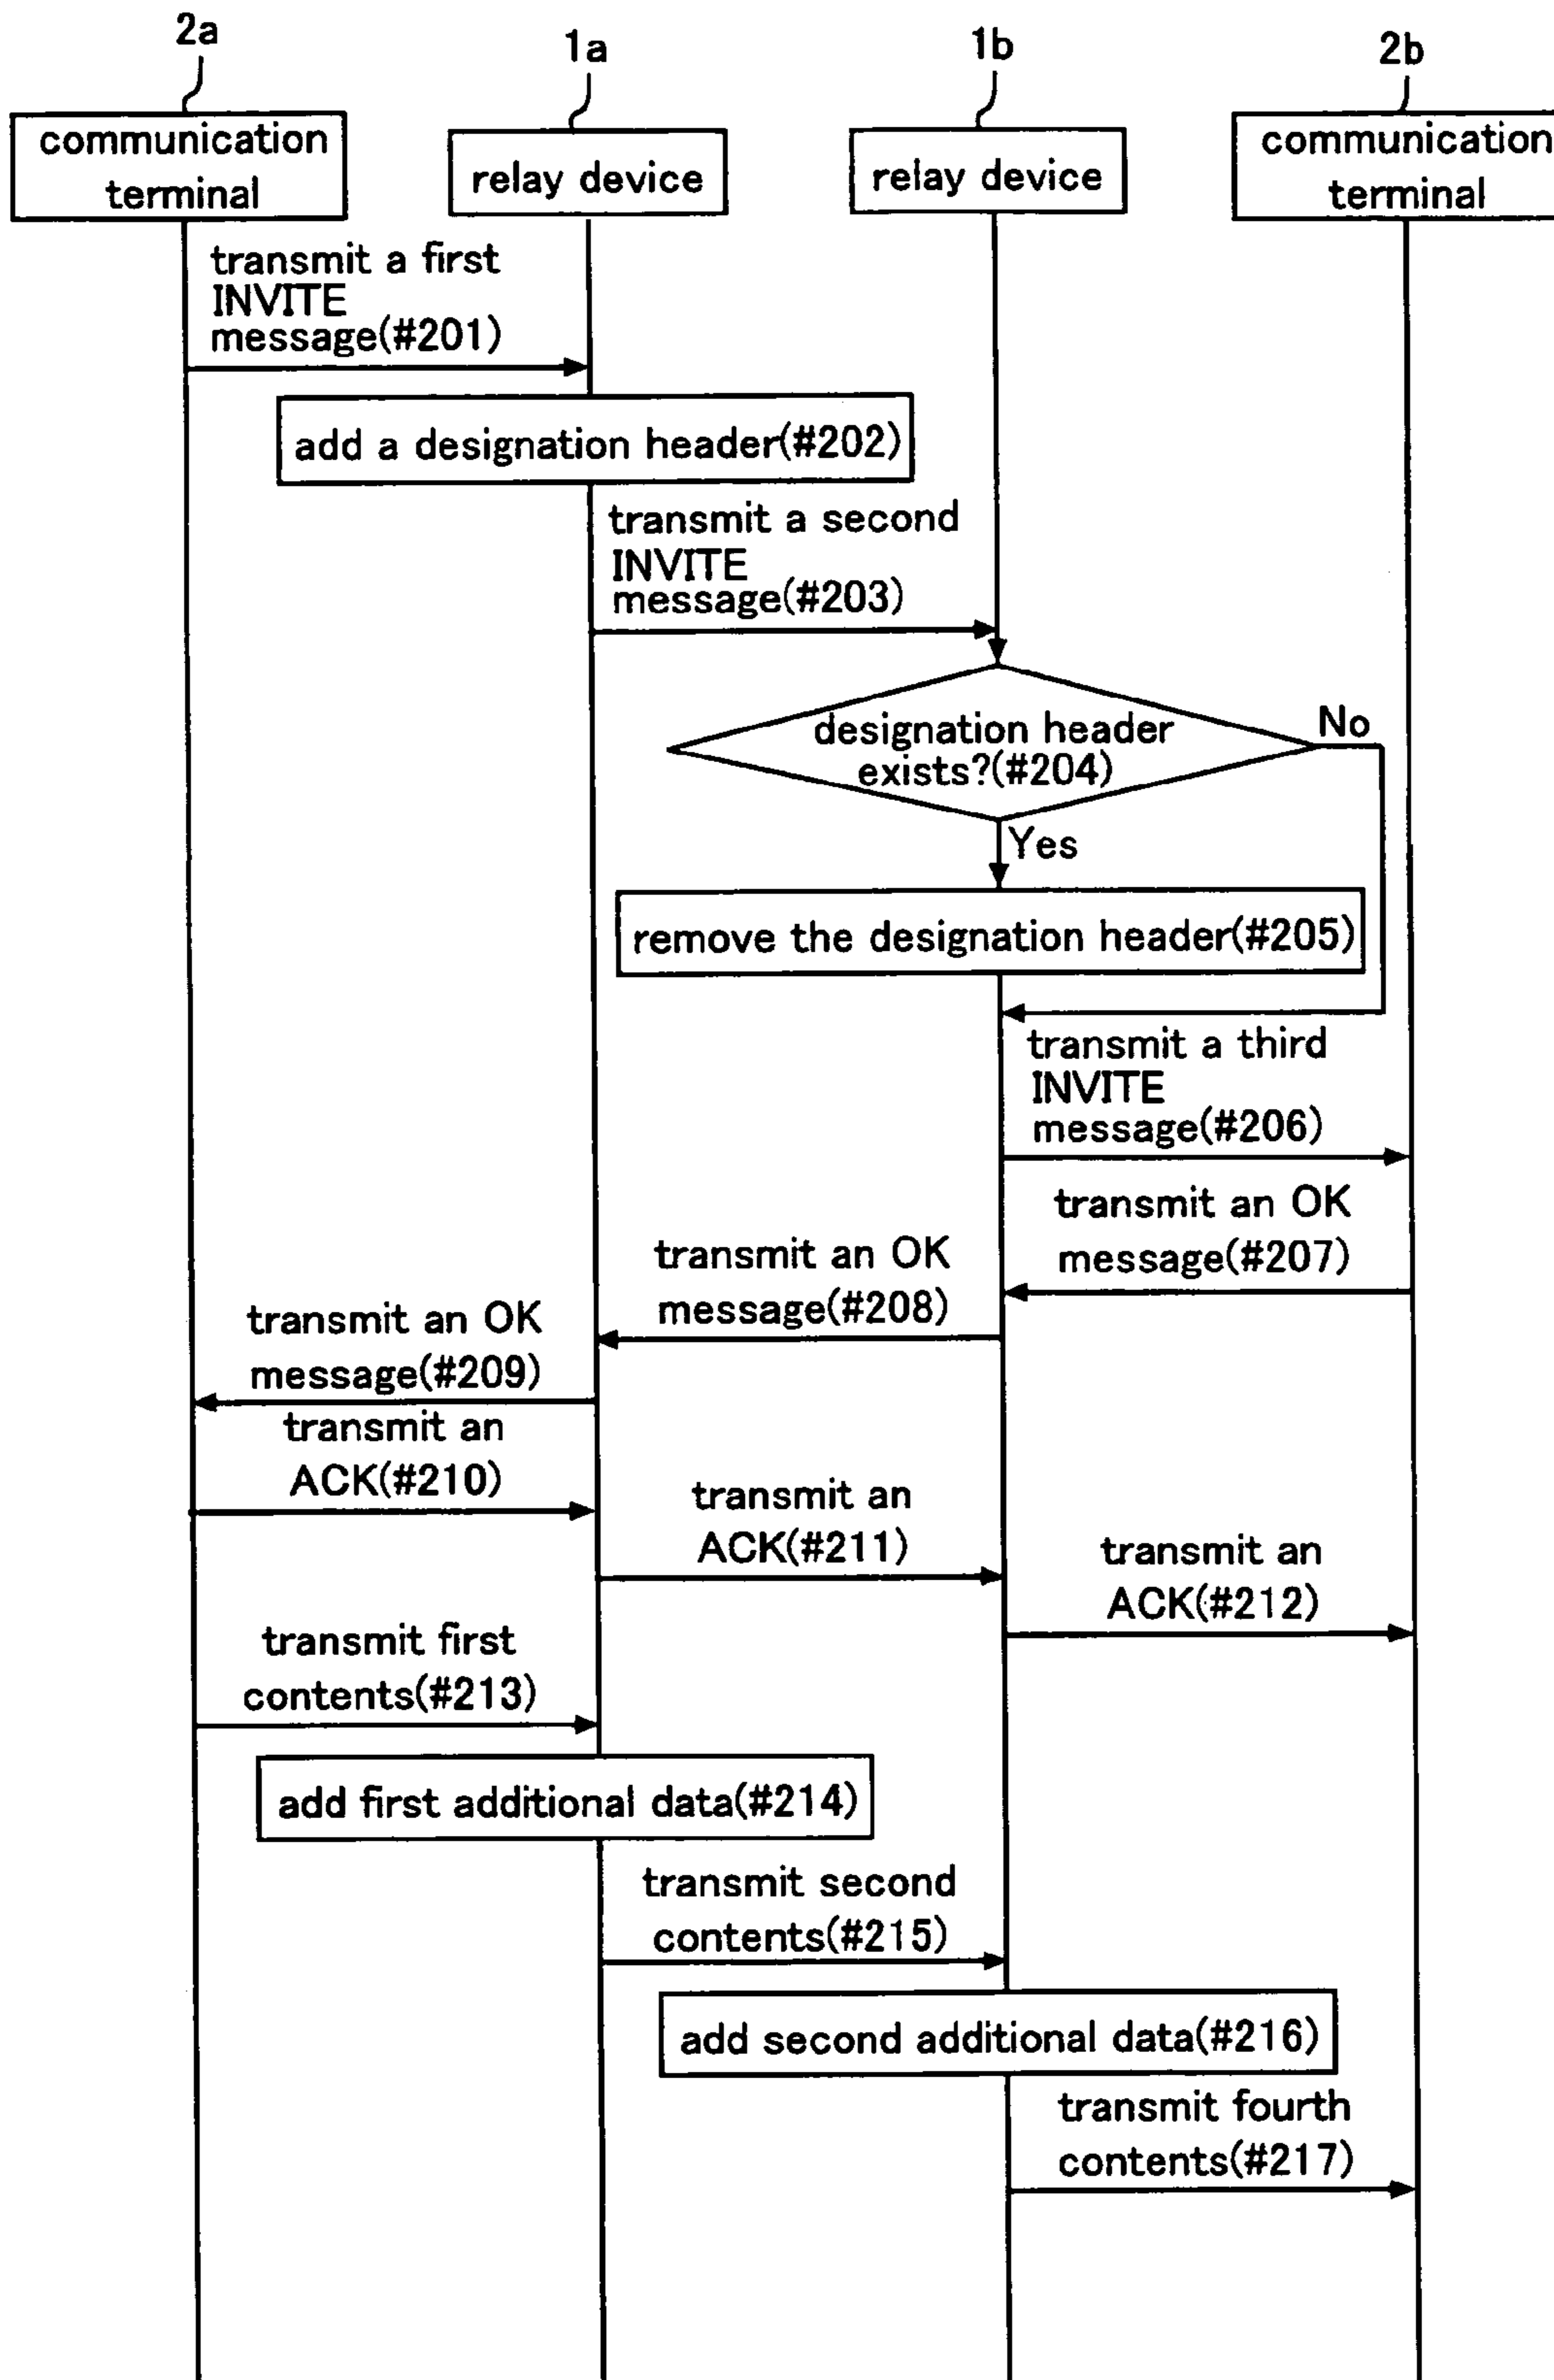 2a
1a
1b
2b
communication
terminal
relay device
relay device
communication
terminal
transmit a first
INVITE
message(#201)
add a designation header(#202)
transmit a second
INVITE
message(#203)
designation header
exists?(#204)
No
Yes
remove the designation header(#205)
transmit a third
INVITE
message(#206)
transmit an OK
message(#207)
transmit an OK
message(#208)
transmit an OK
message(#209)
transmit an
ACK(#210)
transmit an
ACK(#211)
transmit an
ACK(#212)
transmit first
contents(#213)
add first additional data(#214)
transmit second
contents(#215)
add second additional data(#216)
transmit fourth
contents(#217)